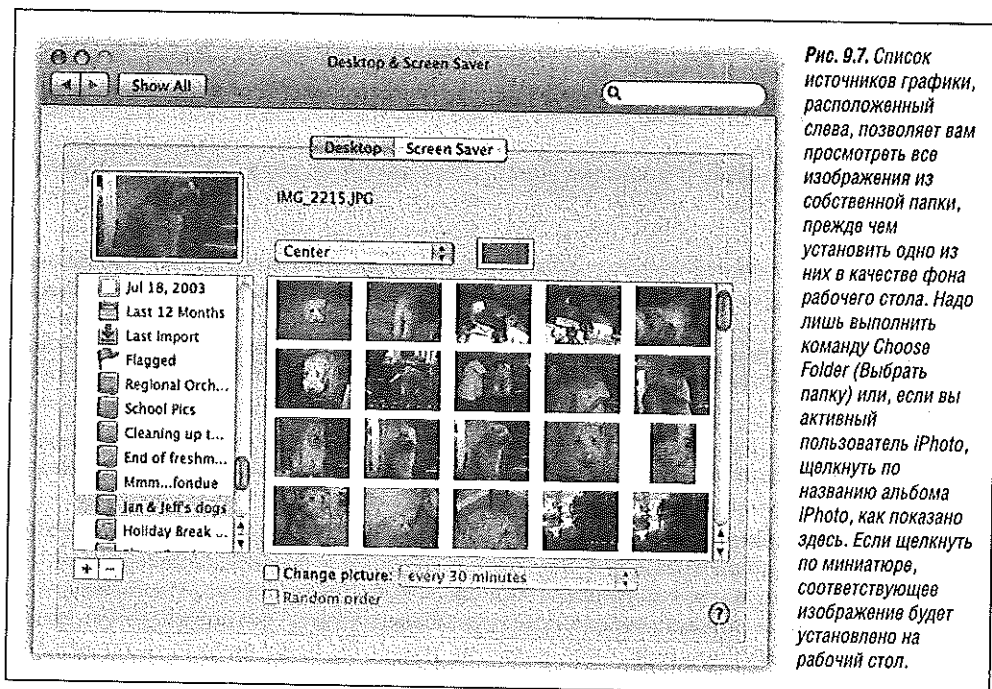 Desktop & Screen Saver
Show All
Desktop Screen Saver
IMG_2215.JPG
Center
Jul 18, 2003
Last 12 Months
Last Import
Flagged
Regional Orch...
School Pics
Cleaning up t...
End of freshm...
Mmm...fondue
Jan & Jeff's dogs
Holiday Break ...
+ −
Change picture: every 30 minutes
Random order
?
Рис. 9.7. Список
источников графики,
расположенный
слева, позволяет вам
просмотреть все
изображения из
собственной папки,
прежде чем
установить одно из
них в качестве фона
рабочего стола. Надо
лишь выполнить
команду Choose
Folder (Выбрать
папку) или, если вы
активный
пользователь iPhoto,
щелкнуть по
названию альбома
iPhoto, как показано
здесь. Если щелкнуть
по миниатюре,
соответствующее
изображение будет
установлено на
рабочий стол.